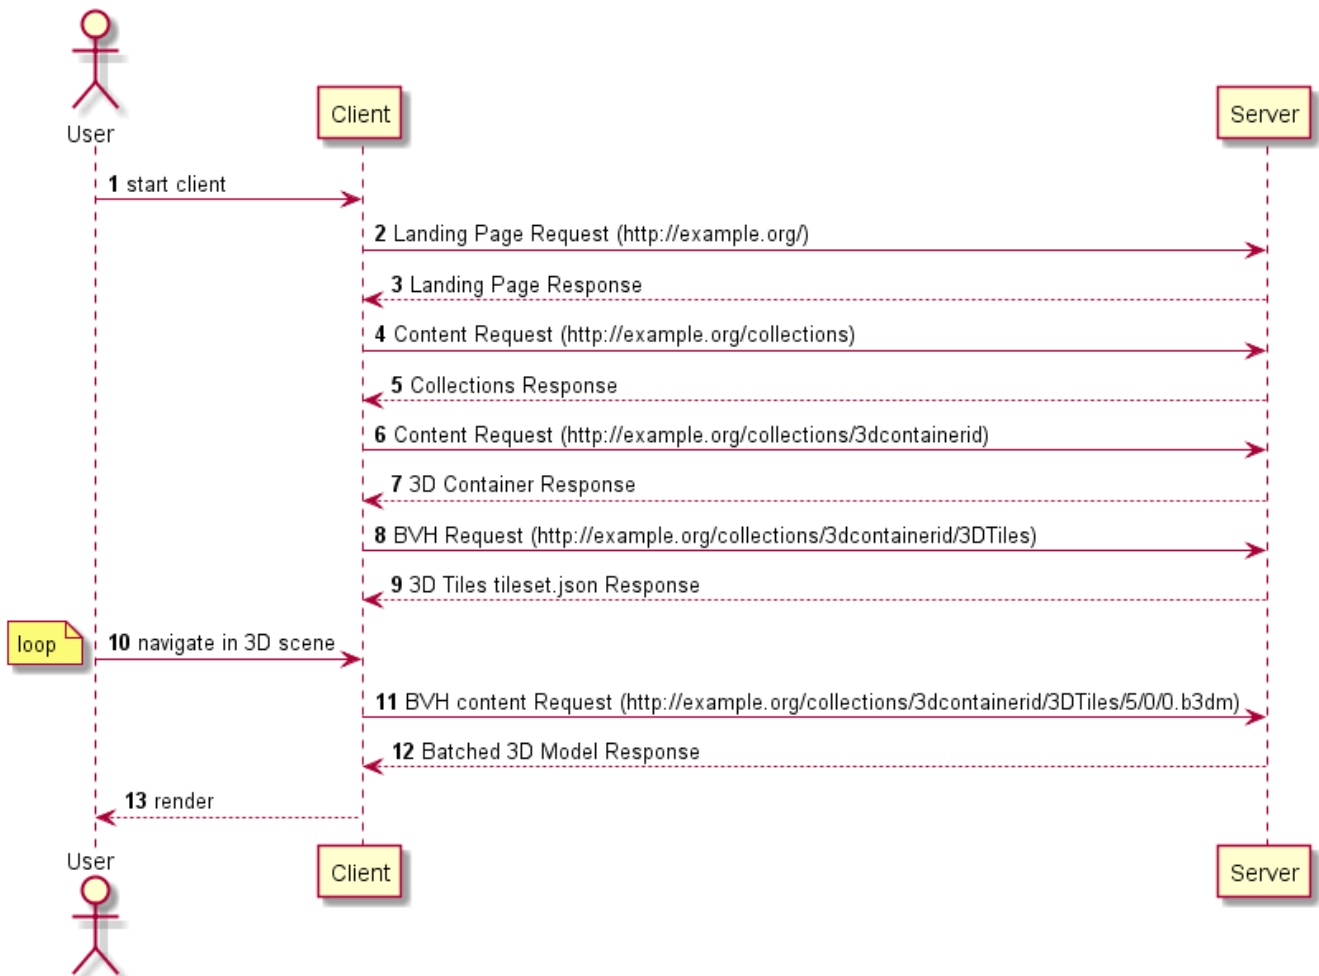 User
Client
Server
1 start client
2 Landing Page Request (http://example.org/)
3 Landing Page Response
4 Content Request (http://example.org/collections)
5 Collections Response
6 Content Request (http://example.org/collections/3dcontainerid)
7 3D Container Response
8 BVH Request (http://example.org/collections/3dcontainerid/3DTiles)
9 3D Tiles tileset.json Response
loop
10 navigate in 3D scene
11 BVH content Request (http://example.org/collections/3dcontainerid/3DTiles/5/0/0.b3dm)
12 Batched 3D Model Response
13 render
User
Client
Server